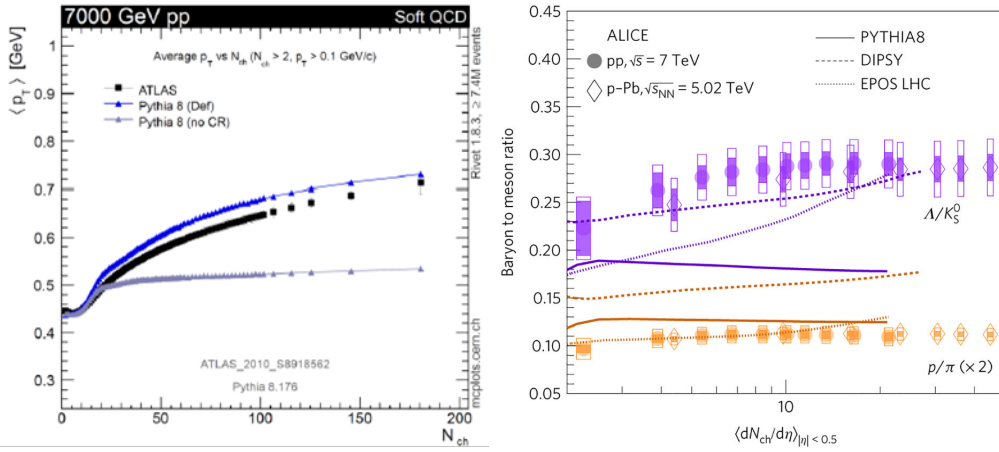 7000 GeV pp Soft QCD
⟨p_T⟩ [GeV]
Average p_T vs N_ch (N_ch > 2, p_T > 0.1 GeV/c)
ATLAS
Pythia 8 (Def)
Pythia 8 (no CR)
1
0.9
0.8
0.7
0.6
0.5
0.4
0.3
0 50 100 150 200
N_ch
ATLAS_2010_S8918562
Pythia 8.176
Rivet 1.8.3, ≥ 7.4M events
mcplots.cern.ch
Baryon to meson ratio
0.45
0.40
0.35
0.30
0.25
0.20
0.15
0.10
0.05
ALICE
pp, √s = 7 TeV
p–Pb, √s_NN = 5.02 TeV
PYTHIA8
DIPSY
EPOS LHC
Λ/K⁰_S
p/π (× 2)
10
⟨dN_ch/dη⟩_|η| < 0.5